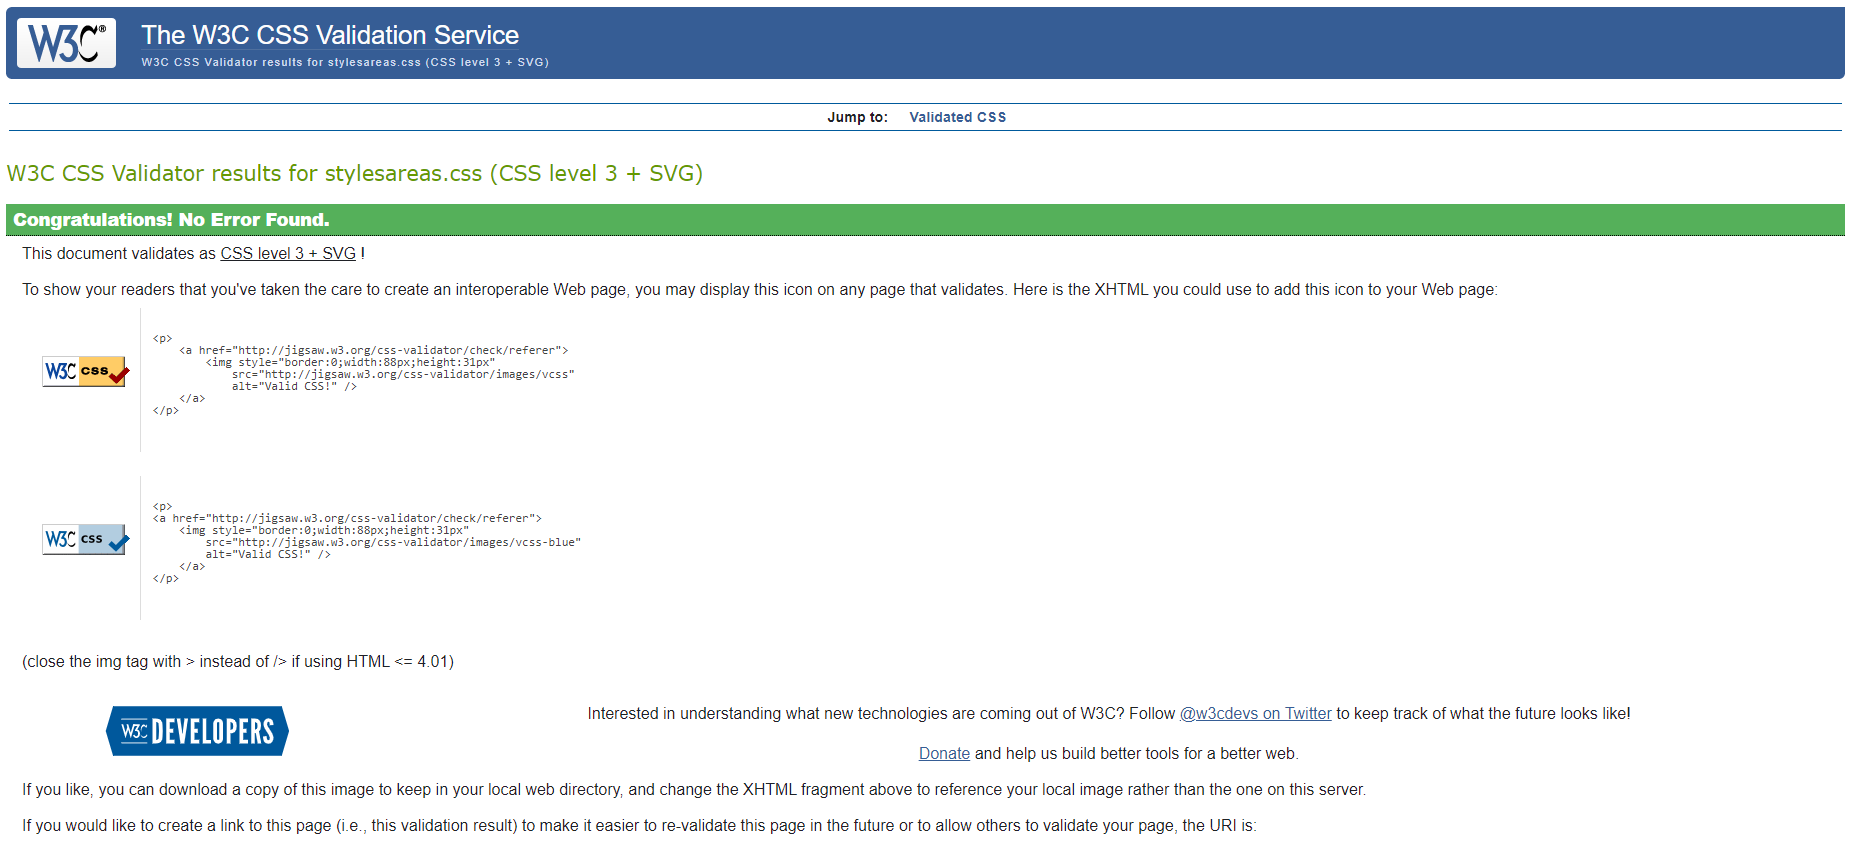 W3C®
The W3C CSS Validation Service
W3C CSS Validator results for stylesareas.css (CSS level 3 + SVG)
Jump to: Validated CSS
W3C CSS Validator results for stylesareas.css (CSS level 3 + SVG)
Congratulations! No Error Found.
This document validates as CSS level 3 + SVG !
To show your readers that you've taken the care to create an interoperable Web page, you may display this icon on any page that validates. Here is the XHTML you could use to add this icon to your Web page:
W3C css
<p>
    <a href="http://jigsaw.w3.org/css-validator/check/referer">
        <img style="border:0;width:88px;height:31px"
            src="http://jigsaw.w3.org/css-validator/images/vcss"
            alt="Valid CSS!" />
    </a>
</p>
W3C css
<p>
<a href="http://jigsaw.w3.org/css-validator/check/referer">
    <img style="border:0;width:88px;height:31px"
        src="http://jigsaw.w3.org/css-validator/images/vcss-blue"
        alt="Valid CSS!" />
    </a>
</p>
(close the img tag with > instead of /> if using HTML <= 4.01)
W3C DEVELOPERS
Interested in understanding what new technologies are coming out of W3C? Follow @w3cdevs on Twitter to keep track of what the future looks like!
Donate and help us build better tools for a better web.
If you like, you can download a copy of this image to keep in your local web directory, and change the XHTML fragment above to reference your local image rather than the one on this server.
If you would like to create a link to this page (i.e., this validation result) to make it easier to re-validate this page in the future or to allow others to validate your page, the URI is: